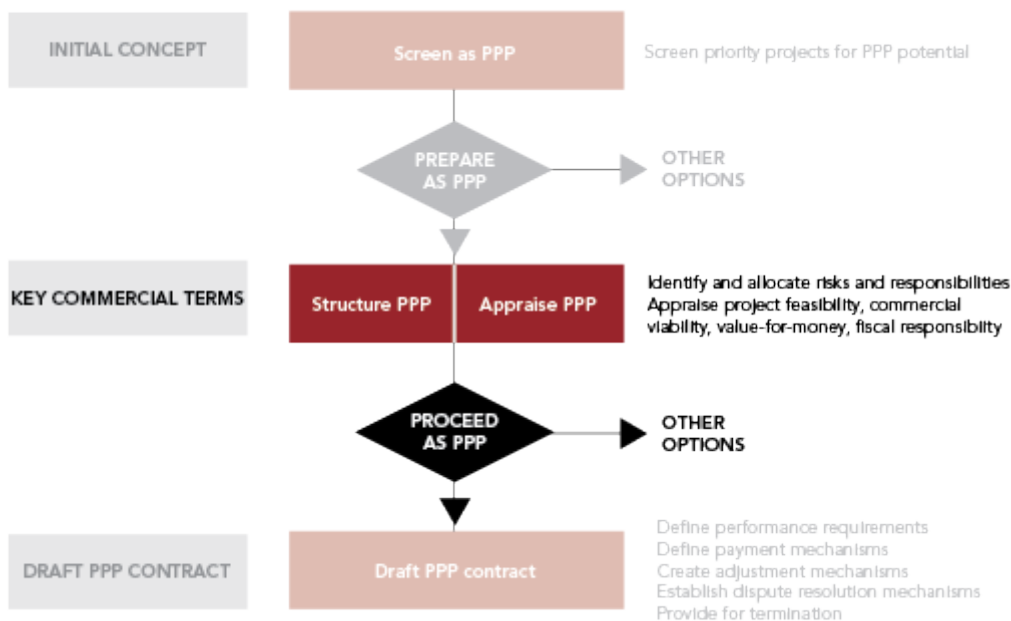 INITIAL CONCEPT
Screen as PPP
Screen priority projects for PPP potential
PREPARE
AS PPP
OTHER
OPTIONS
KEY COMMERCIAL TERMS
Structure PPP
Appraise PPP
Identify and allocate risks and responsibilities
Appraise project feasibility, commercial
viability, value-for-money, fiscal responsibiity
PROCEED
AS PPP
OTHER
OPTIONS
DRAFT PPP CONTRACT
Draft PPP contract
Define performance requirements
Define payment mechanisms
Create adjustment mechanisms
Establish dispute resolution mechanisms
Provide for termination